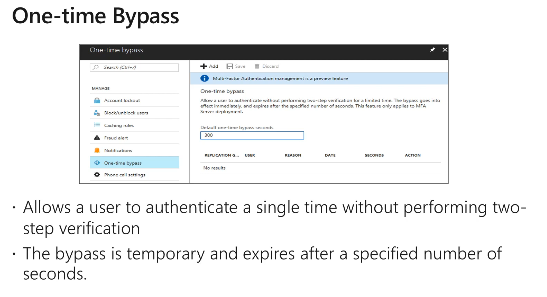 One-time Bypass
One-time bypass
Search (Ctrl+/)
MANAGE
Account lockout
Block/unblock users
Caching rules
Fraud alert
Notifications
One-time bypass
Phone call settings
Add Save Discard
Multi-Factor Authentication management is a preview feature
One-time bypass
Allow a user to authenticate without performing two-step verification for a limited time. The bypass goes into
effect immediately, and expires after the specified number of seconds. This feature only applies to MFA
Server deployment.
Default one-time bypass seconds
300
REPLICATION G... USER REASON DATE SECONDS ACTION
No results
· Allows a user to authenticate a single time without performing two-
step verification
· The bypass is temporary and expires after a specified number of
seconds.